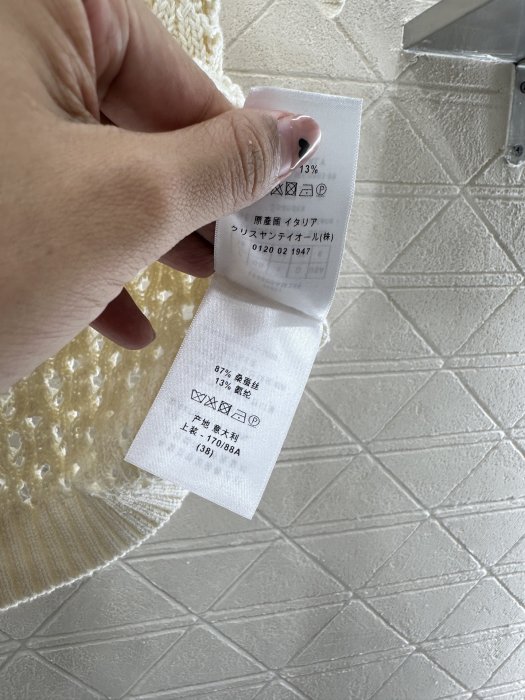 13%
原産国 イタリア
クリスチャンディオール(株)
0120 02 1947
87% 桑蚕丝
13% 氨纶
产地 意大利
上装 - 170/88A
(38)